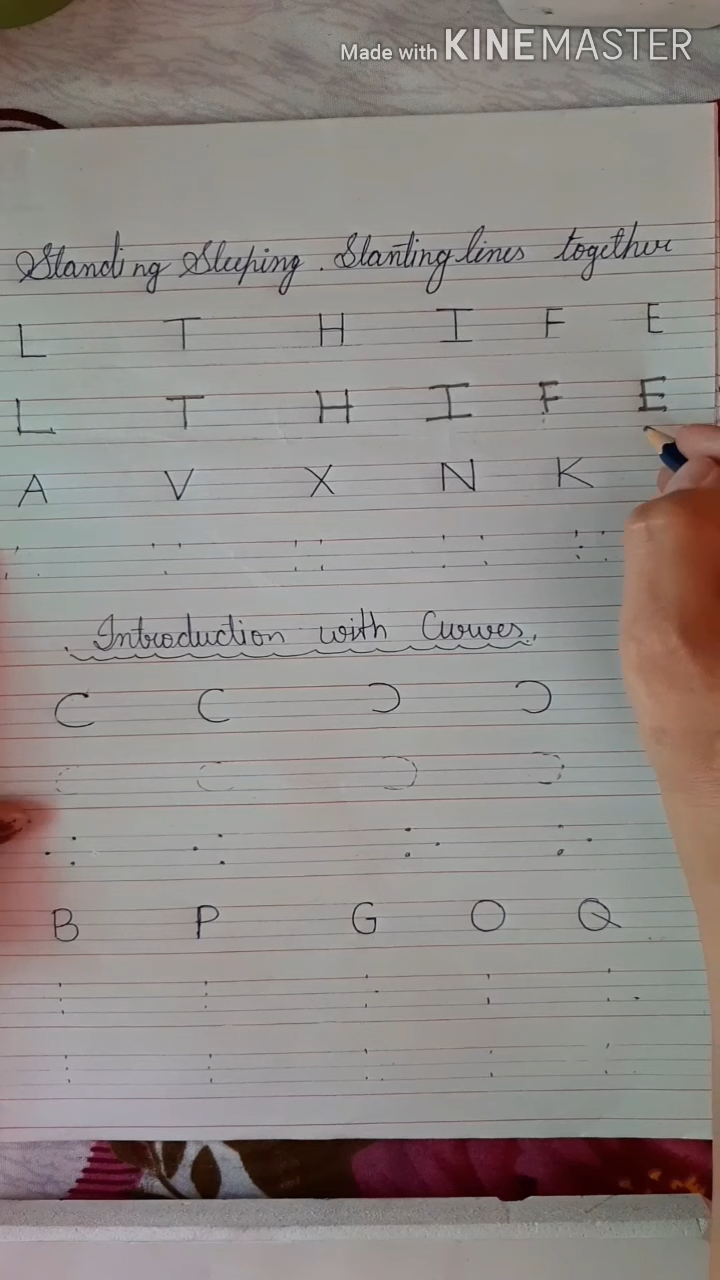 Made with KINEMASTER
Standing Sleeping. Slanting lines together
L T H I F E
L T H I F E
A V X N K
Introduction with Curves.
C C Ɔ Ɔ
C C Ɔ Ɔ
B P G O Q